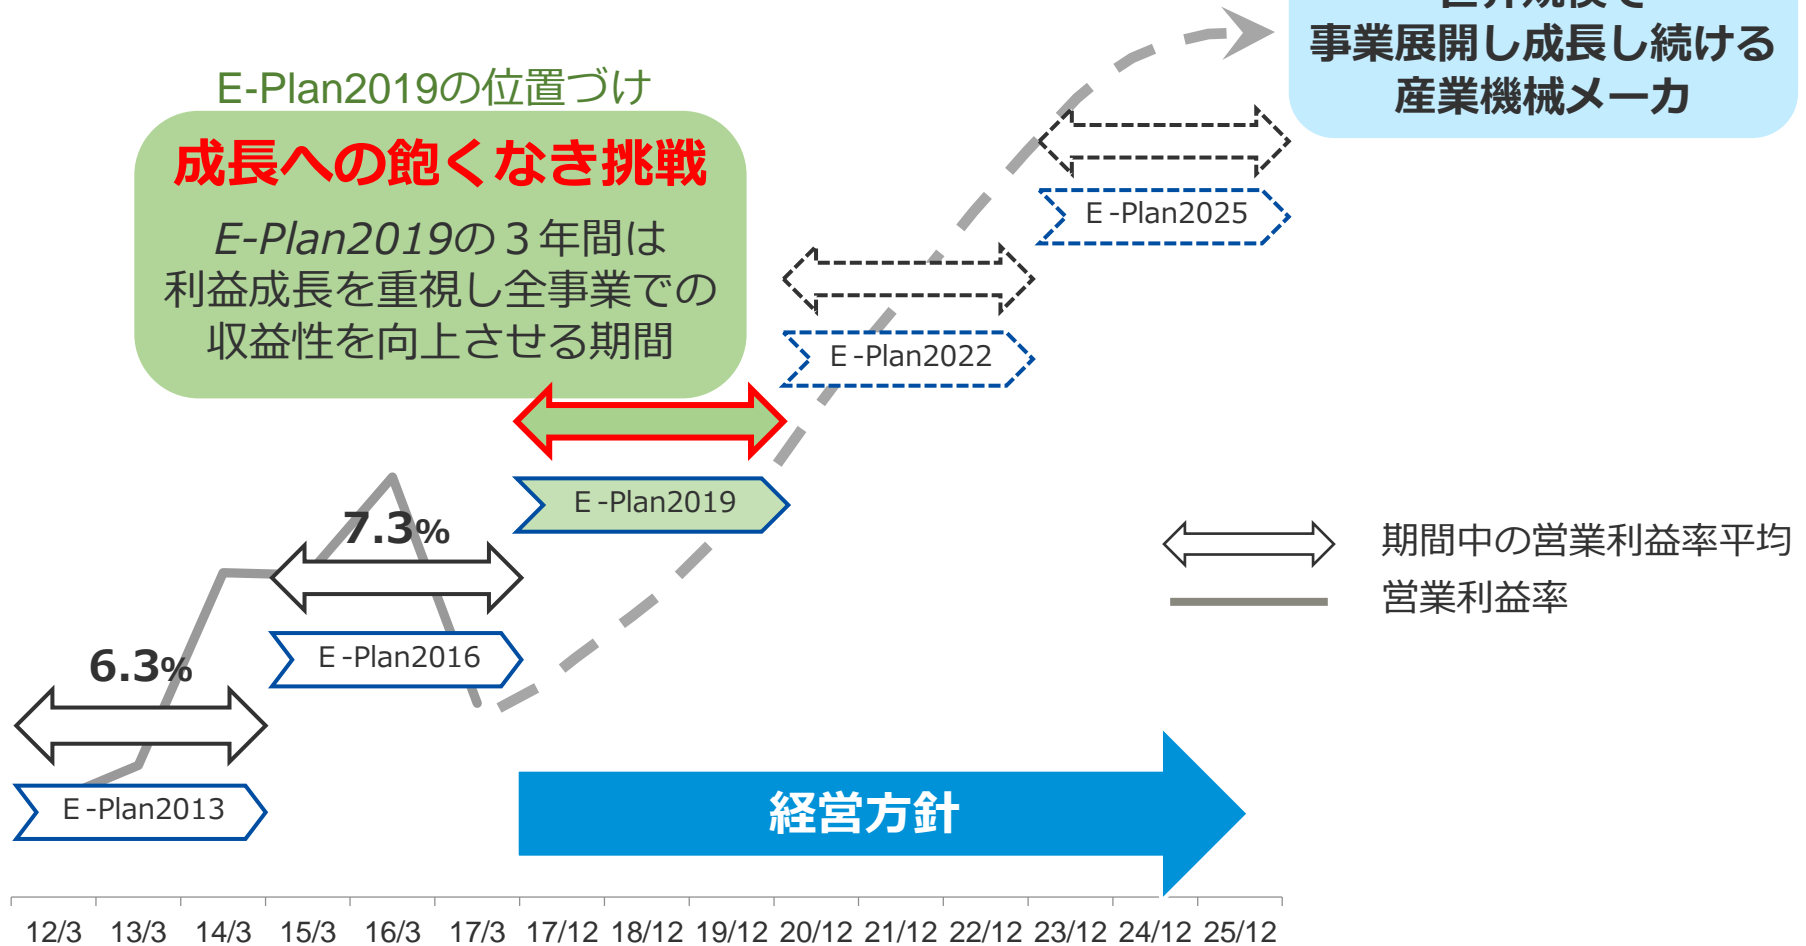 事業展開し成長し続ける
産業機械メーカ
E-Plan2019の位置づけ
成長への飽くなき挑戦
E-Plan2019の３年間は
利益成長を重視し全事業での
収益性を向上させる期間
E-Plan2025
E-Plan2022
E-Plan2019
7.3%
E-Plan2016
6.3%
E-Plan2013
期間中の営業利益率平均
営業利益率
経営方針
12/3 13/3 14/3 15/3 16/3 17/3 17/12 18/12 19/12 20/12 21/12 22/12 23/12 24/12 25/12